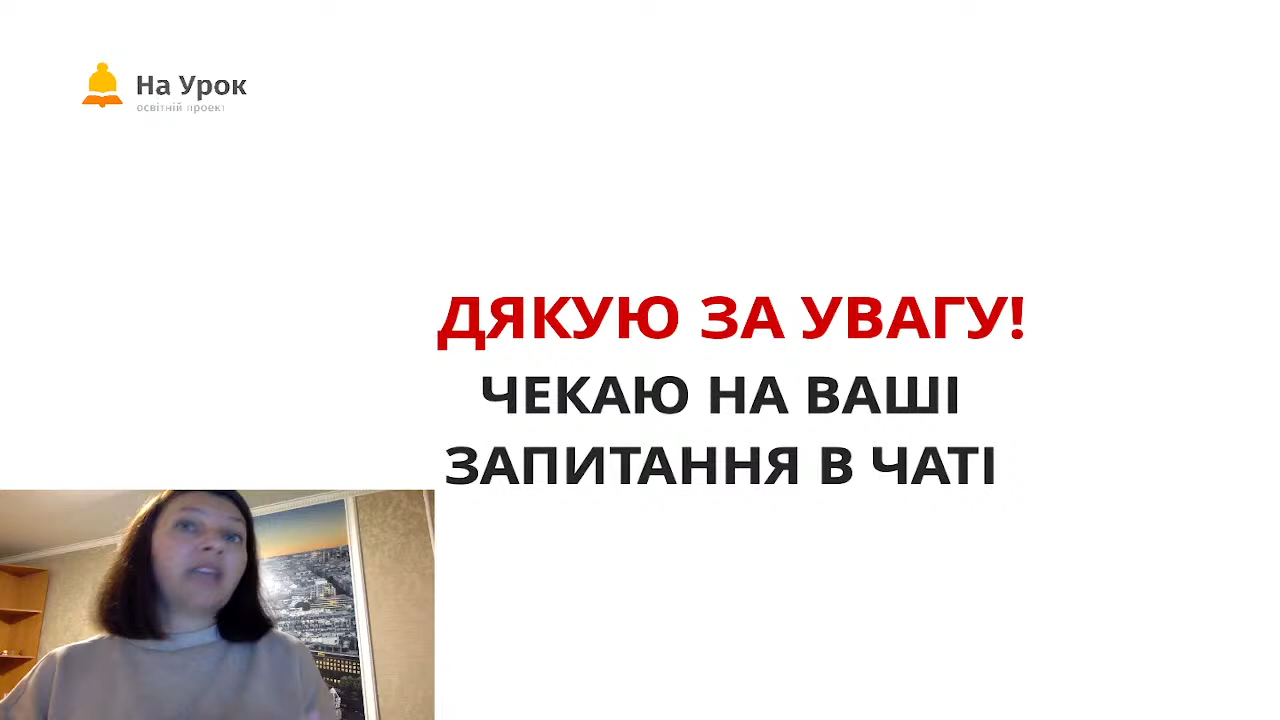 На Урок
освітній проект
ДЯКУЮ ЗА УВАГУ!
ЧЕКАЮ НА ВАШІ
ЗАПИТАННЯ В ЧАТІ